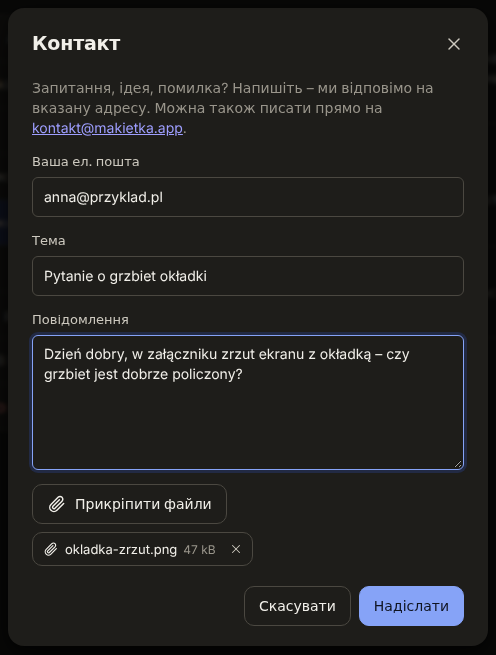 Контакт
Запитання, ідея, помилка? Напишіть – ми відповімо на
вказану адресу. Можна також писати прямо на
kontakt@makietka.app.
Ваша ел. пошта
anna@przyklad.pl
Тема
Pytanie o grzbiet okładki
Повідомлення
Dzień dobry, w załączniku zrzut ekranu z okładką – czy
grzbiet jest dobrze policzony?
Прикріпити файли
okladka-zrzut.png 47 kB
Скасувати Надіслати